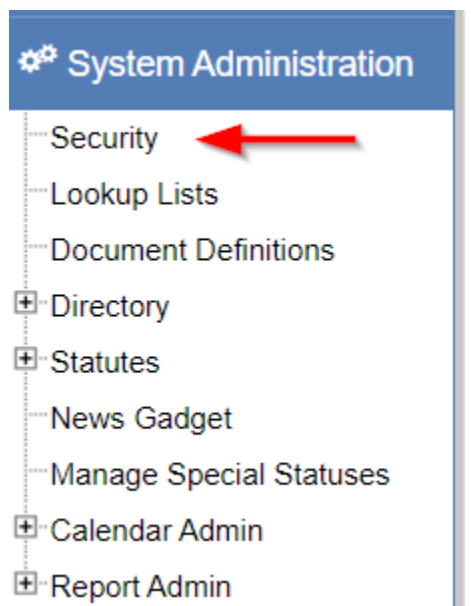 System Administration
Security
Lookup Lists
Document Definitions
Directory
Statutes
News Gadget
Manage Special Statuses
Calendar Admin
Report Admin